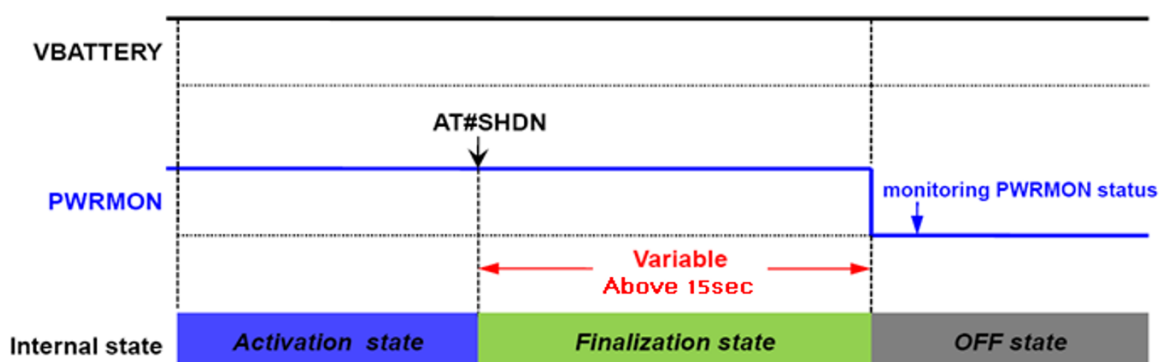 VBATTERY
AT#SHDN
PWRMON
monitoring PWRMON status
Variable
Above 15sec
Internal state
Activation state
Finalization state
OFF state